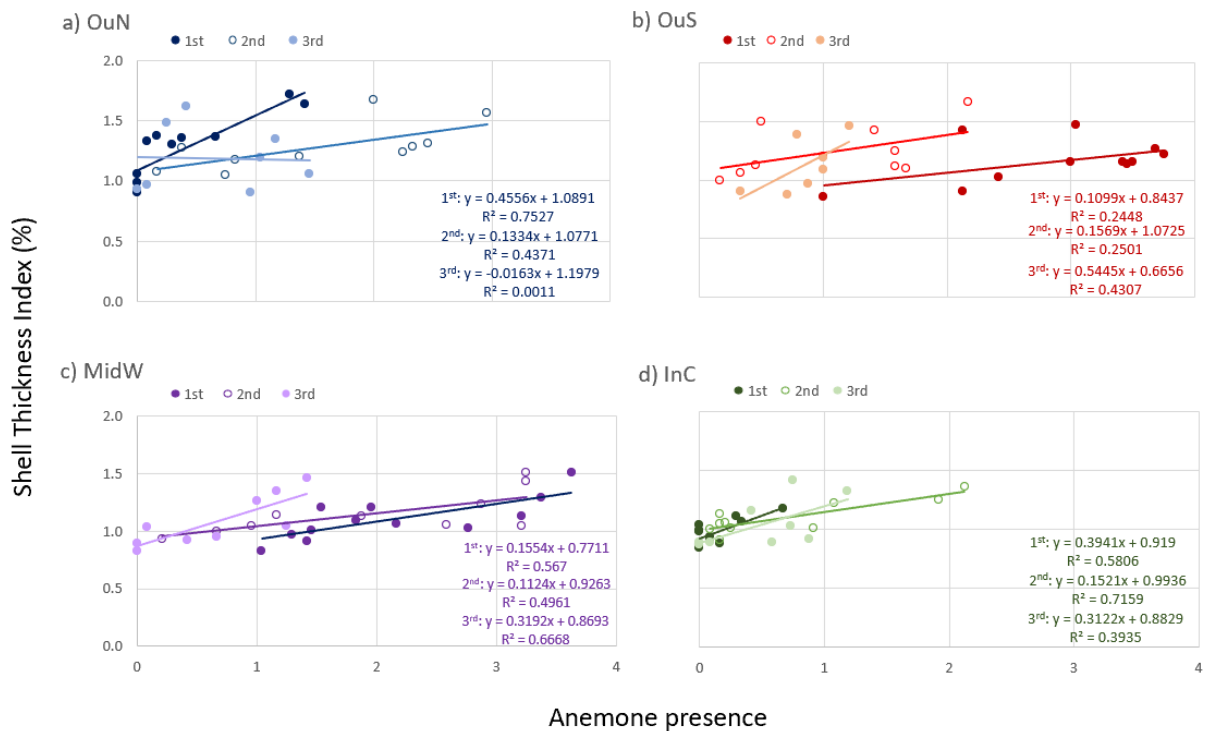 a) OuN
1st 2nd 3rd
2.0
1.5
1.0
0.5
0.0
1st: y = 0.4556x + 1.0891
R² = 0.7527
2nd: y = 0.1334x + 1.0771
R² = 0.4371
3rd: y = -0.0163x + 1.1979
R² = 0.0011
b) OuS
1st 2nd 3rd
1st: y = 0.1099x + 0.8437
R² = 0.2448
2nd: y = 0.1569x + 1.0725
R² = 0.2501
3rd: y = 0.5445x + 0.6656
R² = 0.4307
Shell Thickness Index (%)
c) MidW
1st 2nd 3rd
2.0
1.5
1.0
0.5
0.0
1st: y = 0.1554x + 0.7711
R² = 0.567
2nd: y = 0.1124x + 0.9263
R² = 0.4961
3rd: y = 0.3192x + 0.8693
R² = 0.6668
0 1 2 3 4
d) InC
1st 2nd 3rd
1st: y = 0.3941x + 0.919
R² = 0.5806
2nd: y = 0.1521x + 0.9936
R² = 0.7159
3rd: y = 0.3122x + 0.8829
R² = 0.3935
0 1 2 3 4
Anemone presence